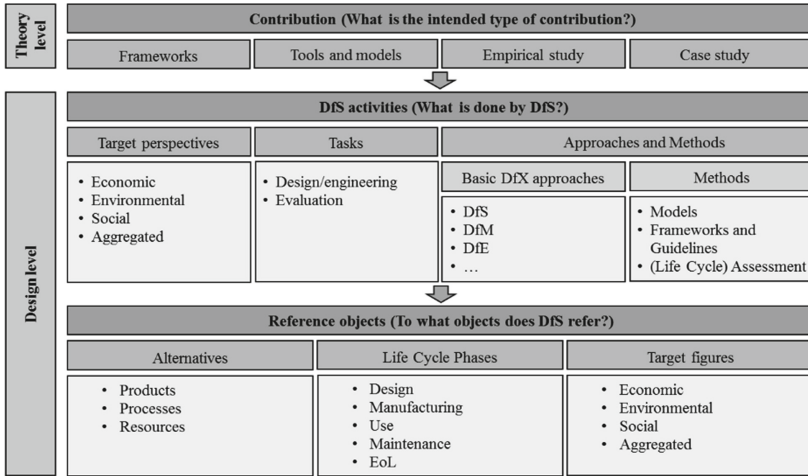 Theory level
Contribution (What is the intended type of contribution?)
Frameworks
Tools and models
Empirical study
Case study
Design level
DfS activities (What is done by DfS?)
Target perspectives
Tasks
Approaches and Methods
• Economic
• Environmental
• Social
• Aggregated
• Design/engineering
• Evaluation
Basic DfX approaches
• DfS
• DfM
• DfE
• …
Methods
• Models
• Frameworks and
Guidelines
• (Life Cycle) Assessment
Reference objects (To what objects does DfS refer?)
Alternatives
Life Cycle Phases
Target figures
• Products
• Processes
• Resources
• Design
• Manufacturing
• Use
• Maintenance
• EoL
• Economic
• Environmental
• Social
• Aggregated